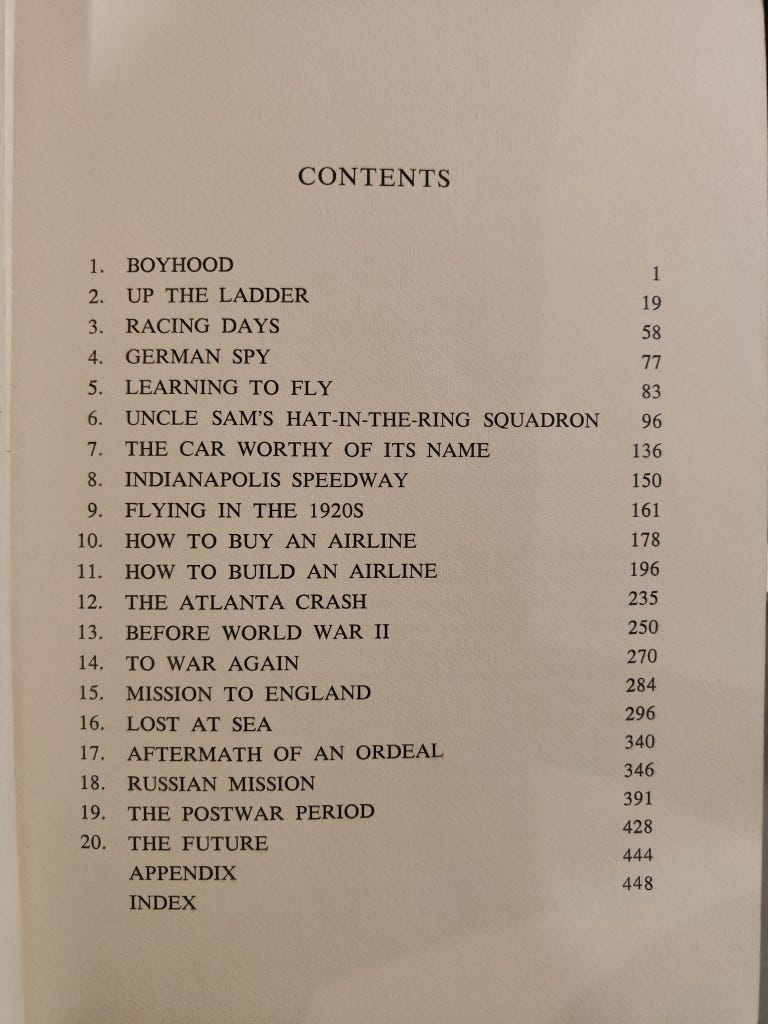 CONTENTS
1. BOYHOOD 1
2. UP THE LADDER 19
3. RACING DAYS 58
4. GERMAN SPY 77
5. LEARNING TO FLY 83
6. UNCLE SAM'S HAT-IN-THE-RING SQUADRON 96
7. THE CAR WORTHY OF ITS NAME 136
8. INDIANAPOLIS SPEEDWAY 150
9. FLYING IN THE 1920S 161
10. HOW TO BUY AN AIRLINE 178
11. HOW TO BUILD AN AIRLINE 196
12. THE ATLANTA CRASH 235
13. BEFORE WORLD WAR II 250
14. TO WAR AGAIN 270
15. MISSION TO ENGLAND 284
16. LOST AT SEA 296
17. AFTERMATH OF AN ORDEAL 340
18. RUSSIAN MISSION 346
19. THE POSTWAR PERIOD 391
20. THE FUTURE 428
APPENDIX 444
INDEX 448